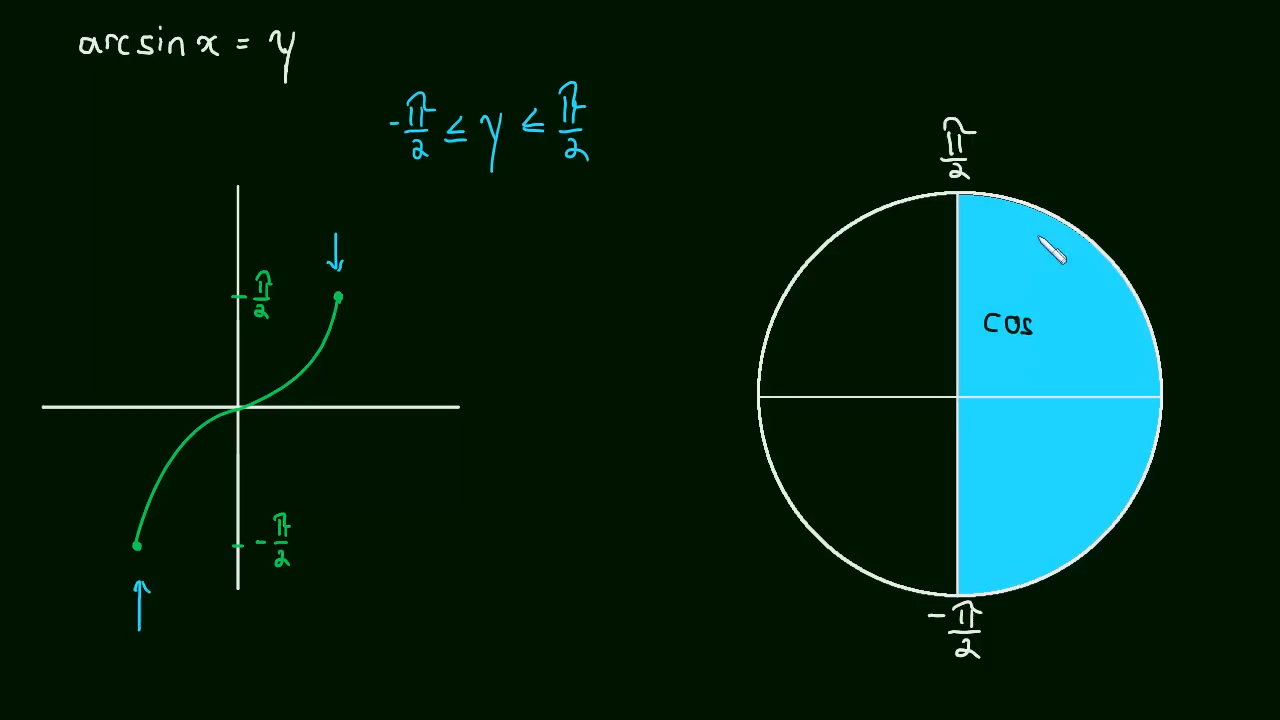 arcsin x = y
-π/2 ≤ y ≤ π/2
π/2
-π/2
π/2
cos
-π/2